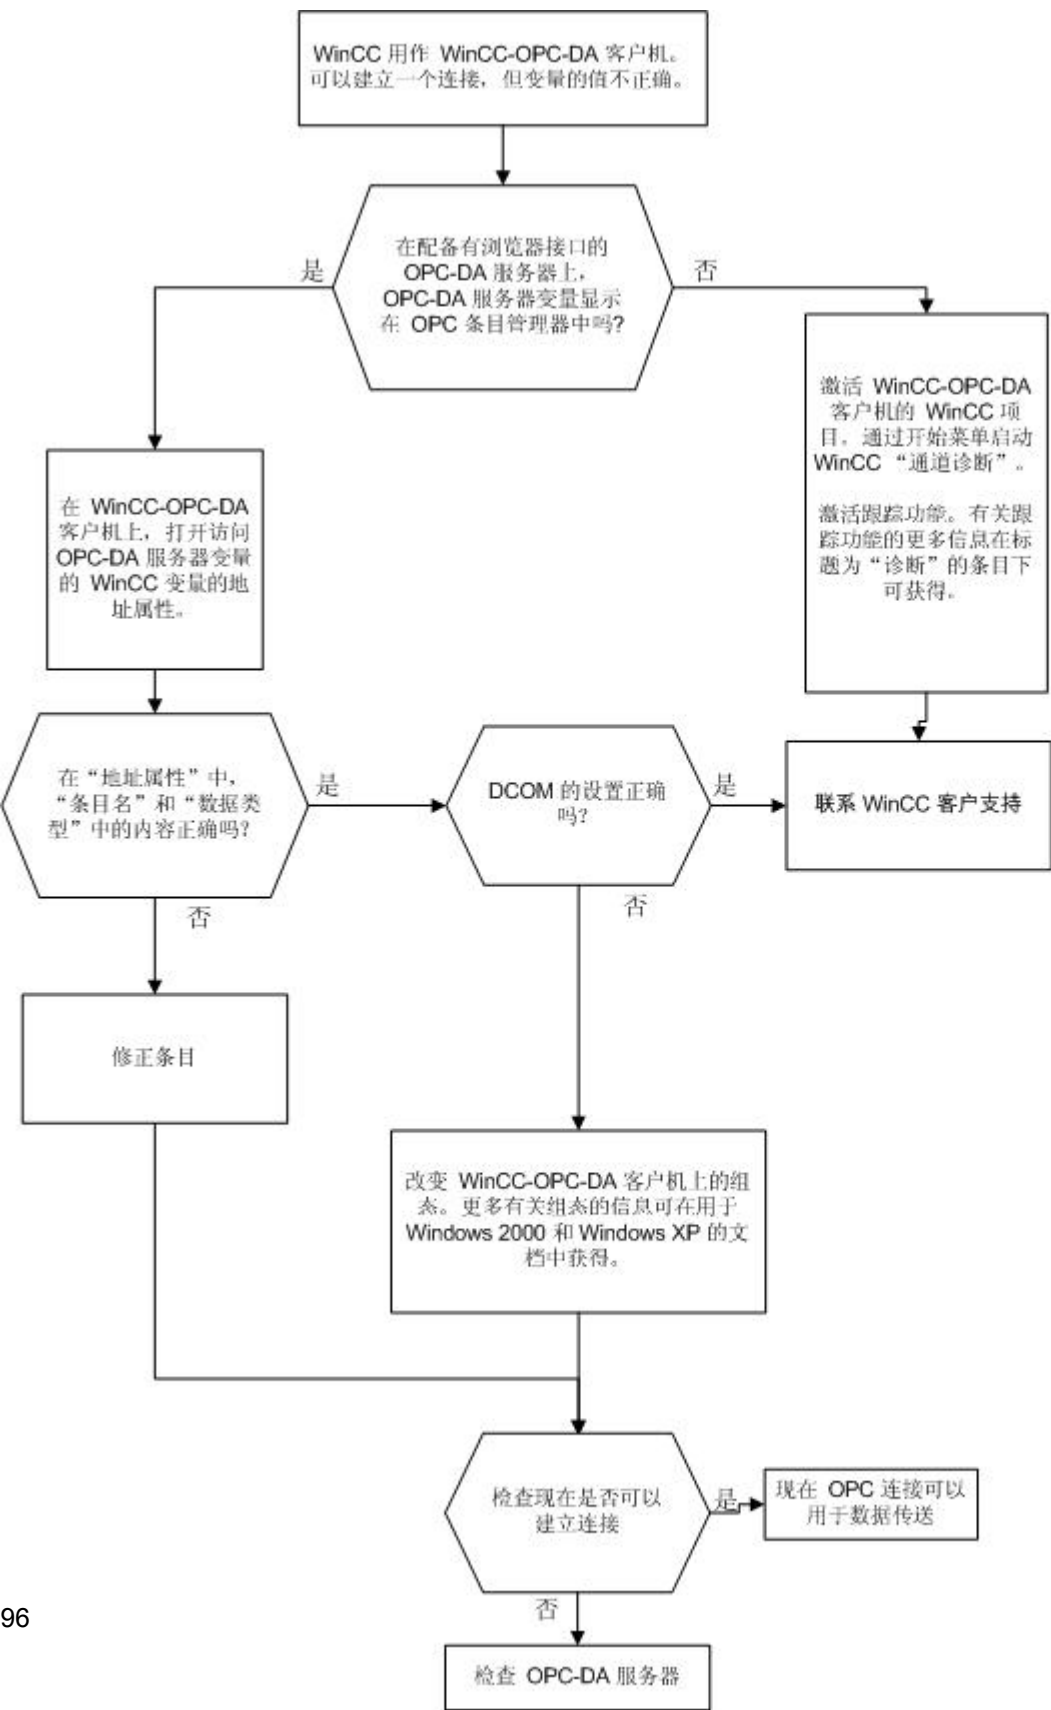 WinCC 用作 WinCC-OPC-DA 客户机。
可以建立一个连接，但变量的值不正确。
在配备有浏览器接口的
OPC-DA 服务器上，
OPC-DA 服务器变量显示
在 OPC 条目管理器中吗?
是
否
激活 WinCC-OPC-DA
客户机的 WinCC 项
目。通过开始菜单启动
WinCC “通道诊断”。
激活跟踪功能。有关跟
踪功能的更多信息在标
题为“诊断”的条目下
可获得。
在 WinCC-OPC-DA
客户机上，打开访问
OPC-DA 服务器变量
的 WinCC 变量的地
址属性。
在“地址属性”中，
“条目名”和“数据类
型”中的内容正确吗?
是
DCOM 的设置正确
吗?
是
联系 WinCC 客户支持
否
否
修正条目
改变 WinCC-OPC-DA 客户机上的组
态。更多有关组态的信息可在用于
Windows 2000 和 Windows XP 的文
档中获得。
检查现在是否可以
建立连接
是
现在 OPC 连接可以
用于数据传送
否
96
检查 OPC-DA 服务器